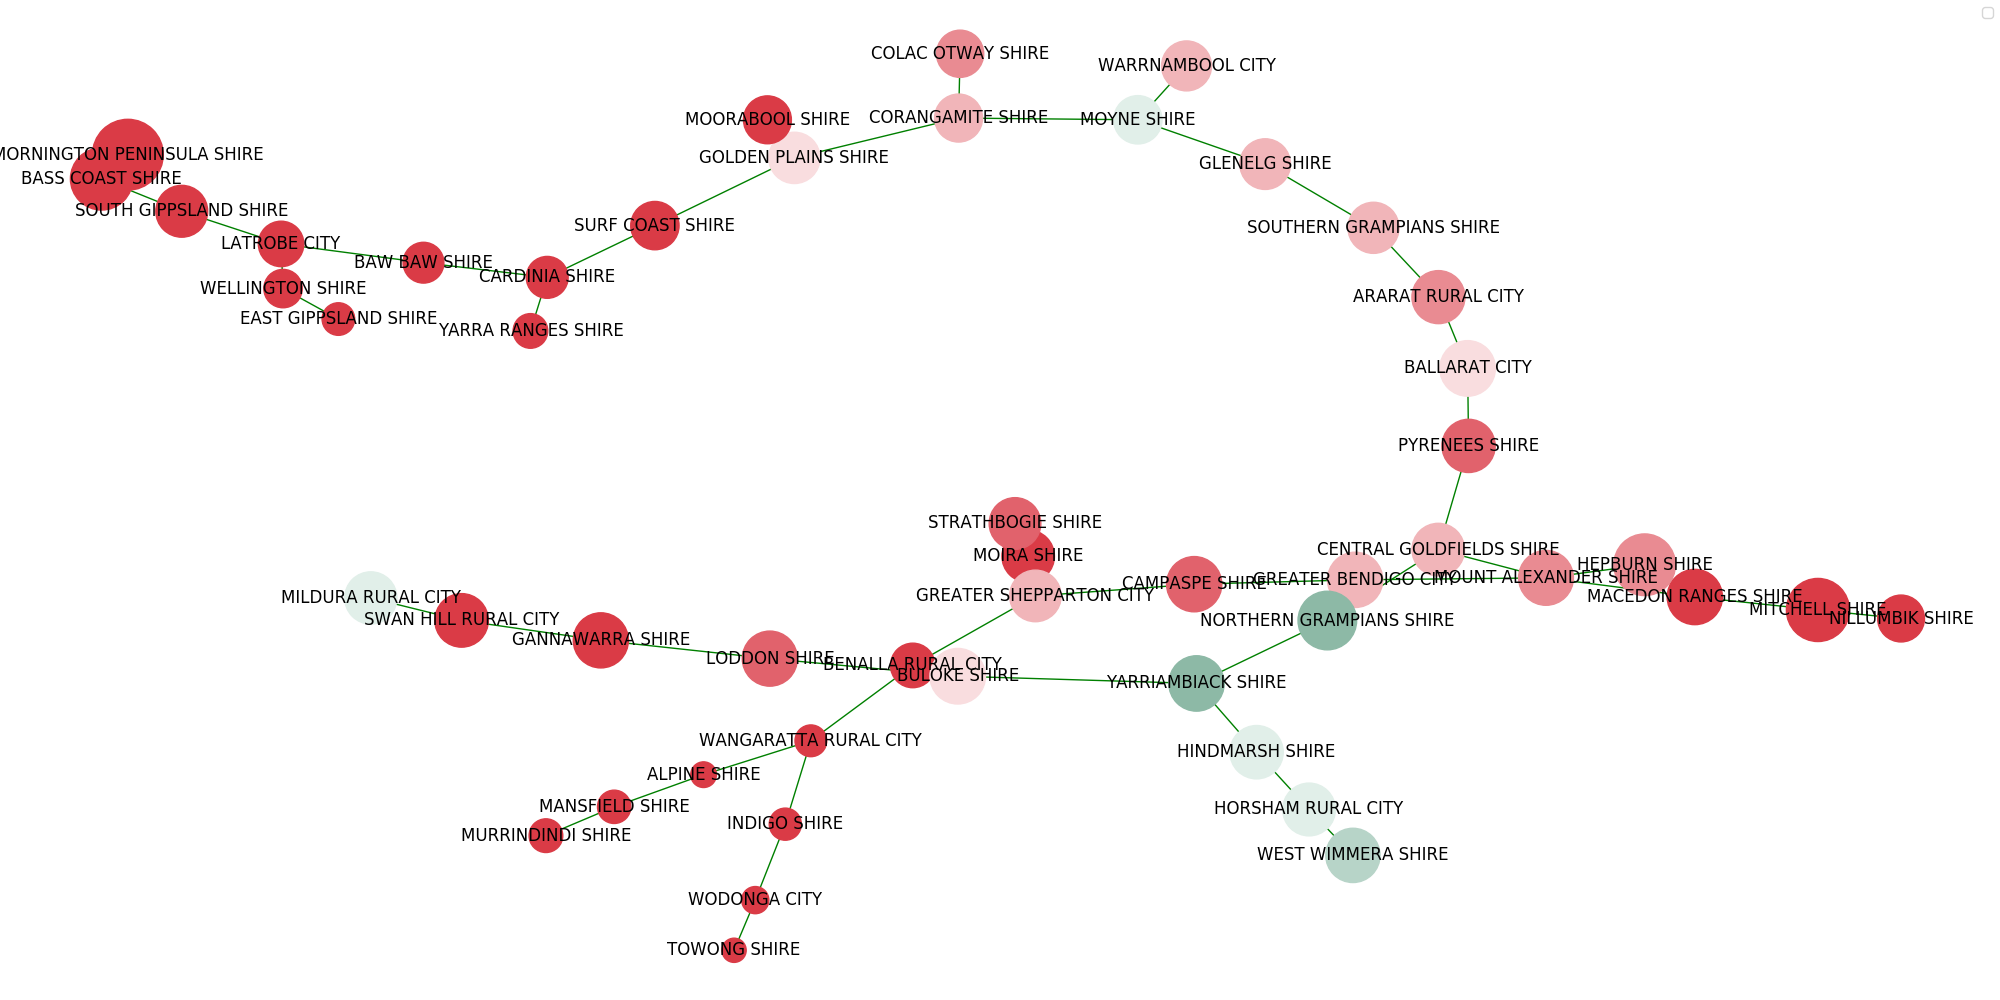 COLAC OTWAY SHIRE
WARRNAMBOOL CITY
MOORABOOL SHIRE
CORANGAMITE SHIRE
MOYNE SHIRE
MORNINGTON PENINSULA SHIRE
GOLDEN PLAINS SHIRE
GLENELG SHIRE
BASS COAST SHIRE
SOUTH GIPPSLAND SHIRE
SURF COAST SHIRE
SOUTHERN GRAMPIANS SHIRE
LATROBE CITY
BAW BAW SHIRE
CARDINIA SHIRE
WELLINGTON SHIRE
ARARAT RURAL CITY
EAST GIPPSLAND SHIRE
YARRA RANGES SHIRE
BALLARAT CITY
PYRENEES SHIRE
STRATHBOGIE SHIRE
MOIRA SHIRE
CENTRAL GOLDFIELDS SHIRE
HEPBURN SHIRE
CAMPASPE SHIRE
GREATER BENDIGO CITY
MOUNT ALEXANDER SHIRE
MILDURA RURAL CITY
GREATER SHEPPARTON CITY
MACEDON RANGES SHIRE
MITCHELL SHIRE
SWAN HILL RURAL CITY
NORTHERN GRAMPIANS SHIRE
NILLUMBIK SHIRE
GANNAWARRA SHIRE
LODDON SHIRE
BENALLA RURAL CITY
BULOKE SHIRE
YARRIAMBIACK SHIRE
WANGARATTA RURAL CITY
HINDMARSH SHIRE
ALPINE SHIRE
MANSFIELD SHIRE
HORSHAM RURAL CITY
INDIGO SHIRE
MURRINDINDI SHIRE
WEST WIMMERA SHIRE
WODONGA CITY
TOWONG SHIRE